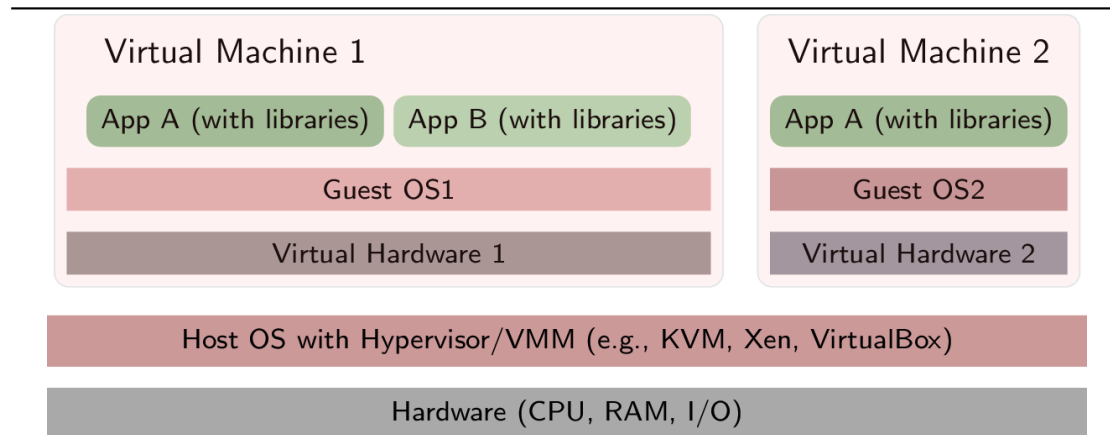 Virtual Machine 1
Virtual Machine 2
App A (with libraries)
App B (with libraries)
App A (with libraries)
Guest OS1
Guest OS2
Virtual Hardware 1
Virtual Hardware 2
Host OS with Hypervisor/VMM (e.g., KVM, Xen, VirtualBox)
Hardware (CPU, RAM, I/O)